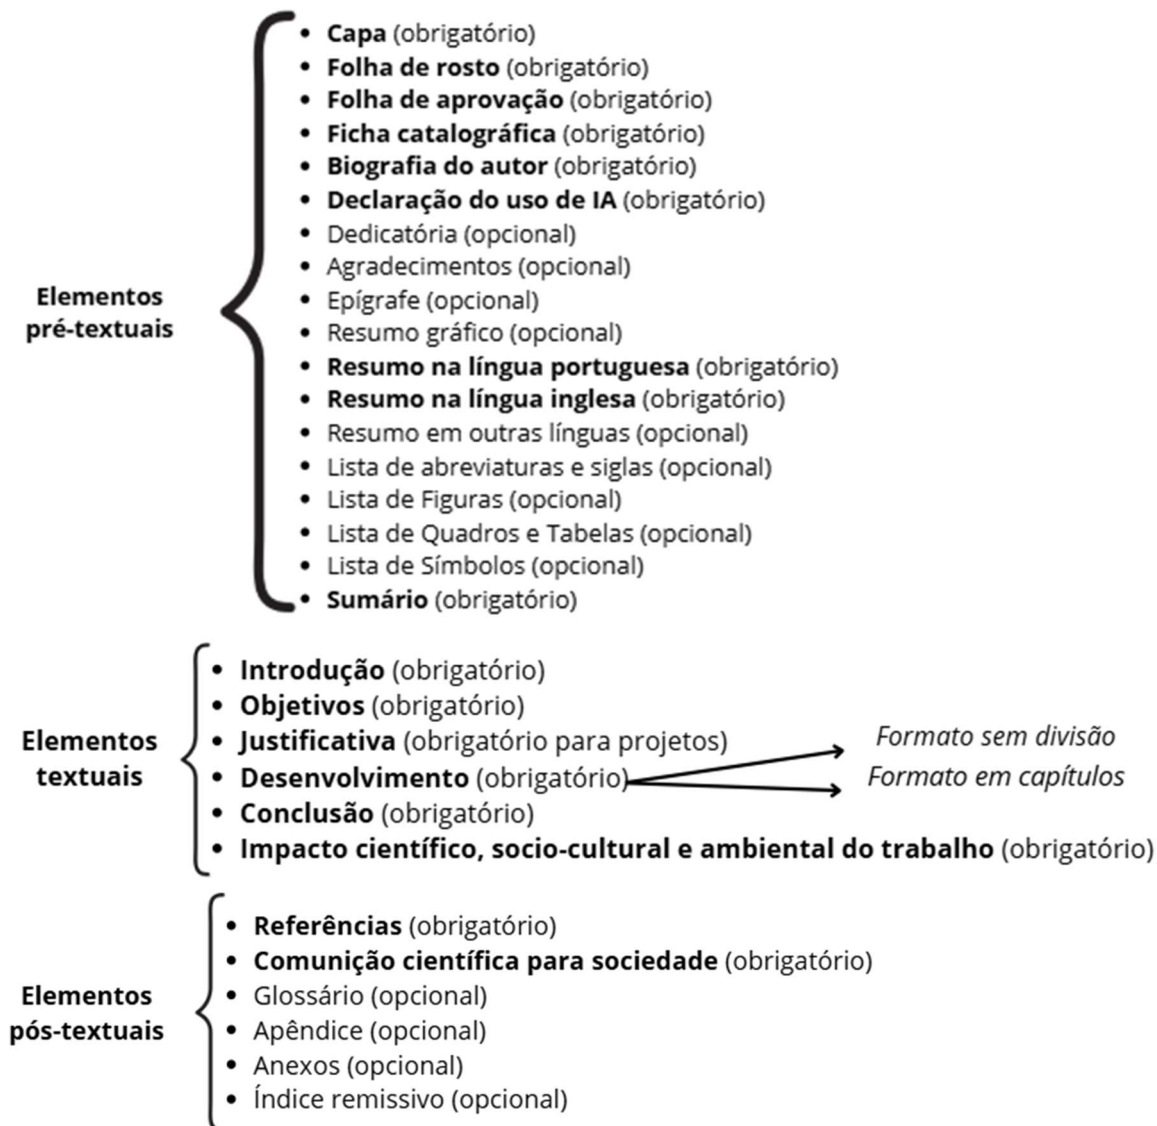 Elementos
pré-textuais
Capa (obrigatório)
Folha de rosto (obrigatório)
Folha de aprovação (obrigatório)
Ficha catalográfica (obrigatório)
Biografia do autor (obrigatório)
Declaração do uso de IA (obrigatório)
Dedicatória (opcional)
Agradecimentos (opcional)
Epígrafe (opcional)
Resumo gráfico (opcional)
Resumo na língua portuguesa (obrigatório)
Resumo na língua inglesa (obrigatório)
Resumo em outras línguas (opcional)
Lista de abreviaturas e siglas (opcional)
Lista de Figuras (opcional)
Lista de Quadros e Tabelas (opcional)
Lista de Símbolos (opcional)
Sumário (obrigatório)
Elementos
textuais
Introdução (obrigatório)
Objetivos (obrigatório)
Justificativa (obrigatório para projetos)
Desenvolvimento (obrigatório)
Formato sem divisão
Formato em capítulos
Conclusão (obrigatório)
Impacto científico, socio-cultural e ambiental do trabalho (obrigatório)
Elementos
pós-textuais
Referências (obrigatório)
Comunição científica para sociedade (obrigatório)
Glossário (opcional)
Apêndice (opcional)
Anexos (opcional)
Índice remissivo (opcional)